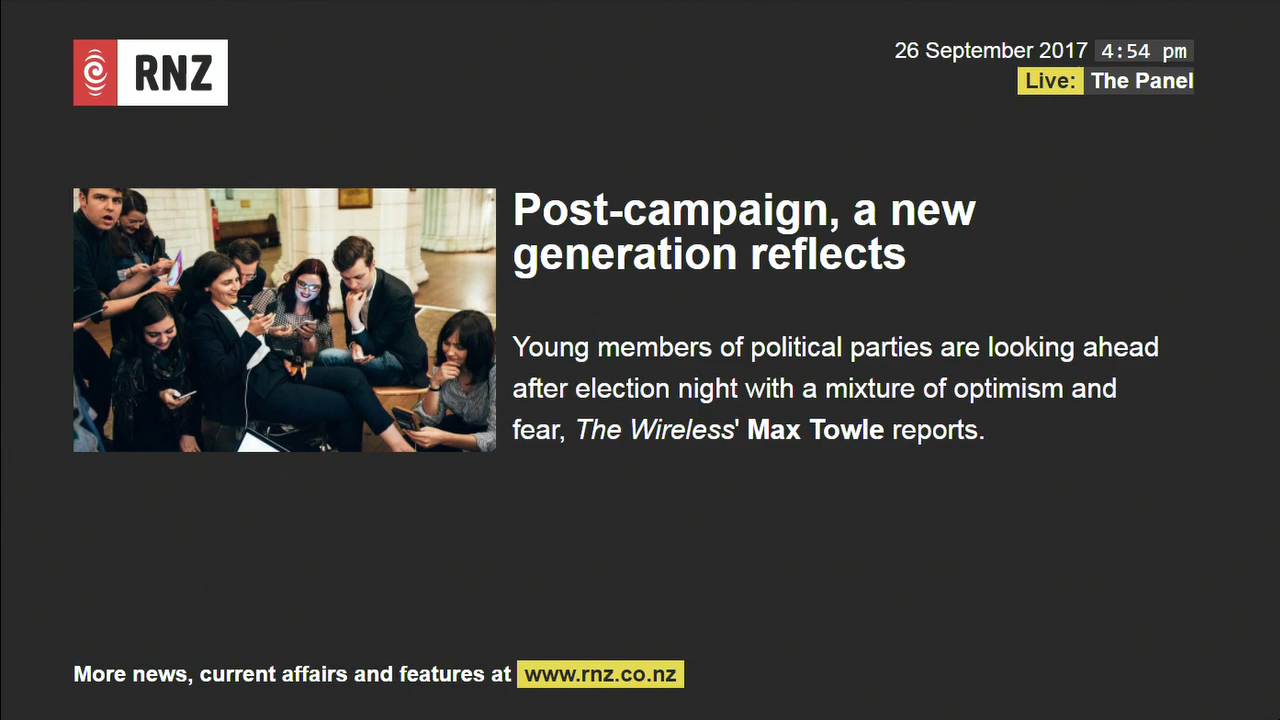 RNZ
26 September 2017 4:54 pm
Live: The Panel
Post-campaign, a new
generation reflects
Young members of political parties are looking ahead
after election night with a mixture of optimism and
fear, The Wireless' Max Towle reports.
More news, current affairs and features at www.rnz.co.nz